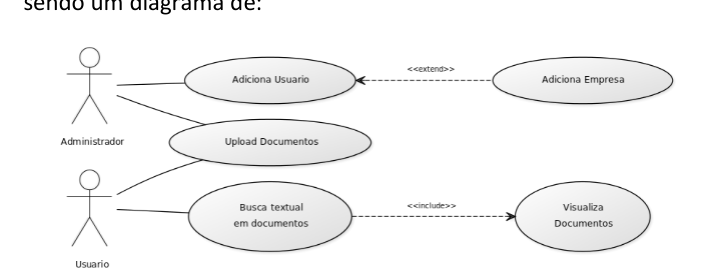 sendo um diagrama de:
Adiciona Usuario
<<extend>>
Adiciona Empresa
Administrador
Upload Documentos
Busca textual
em documentos
<<include>>
Visualiza
Documentos
Usuario